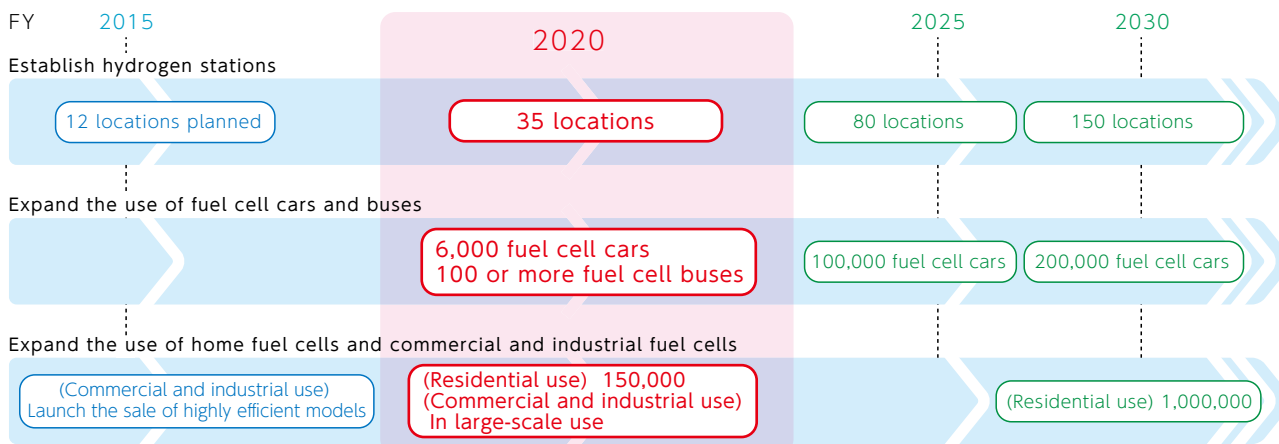 FY 2015 2020 2025 2030
Establish hydrogen stations
12 locations planned 35 locations 80 locations 150 locations
Expand the use of fuel cell cars and buses
6,000 fuel cell cars
100 or more fuel cell buses
100,000 fuel cell cars 200,000 fuel cell cars
Expand the use of home fuel cells and commercial and industrial fuel cells
(Commercial and industrial use)
Launch the sale of highly efficient models
(Residential use) 150,000
(Commercial and industrial use)
In large-scale use
(Residential use) 1,000,000